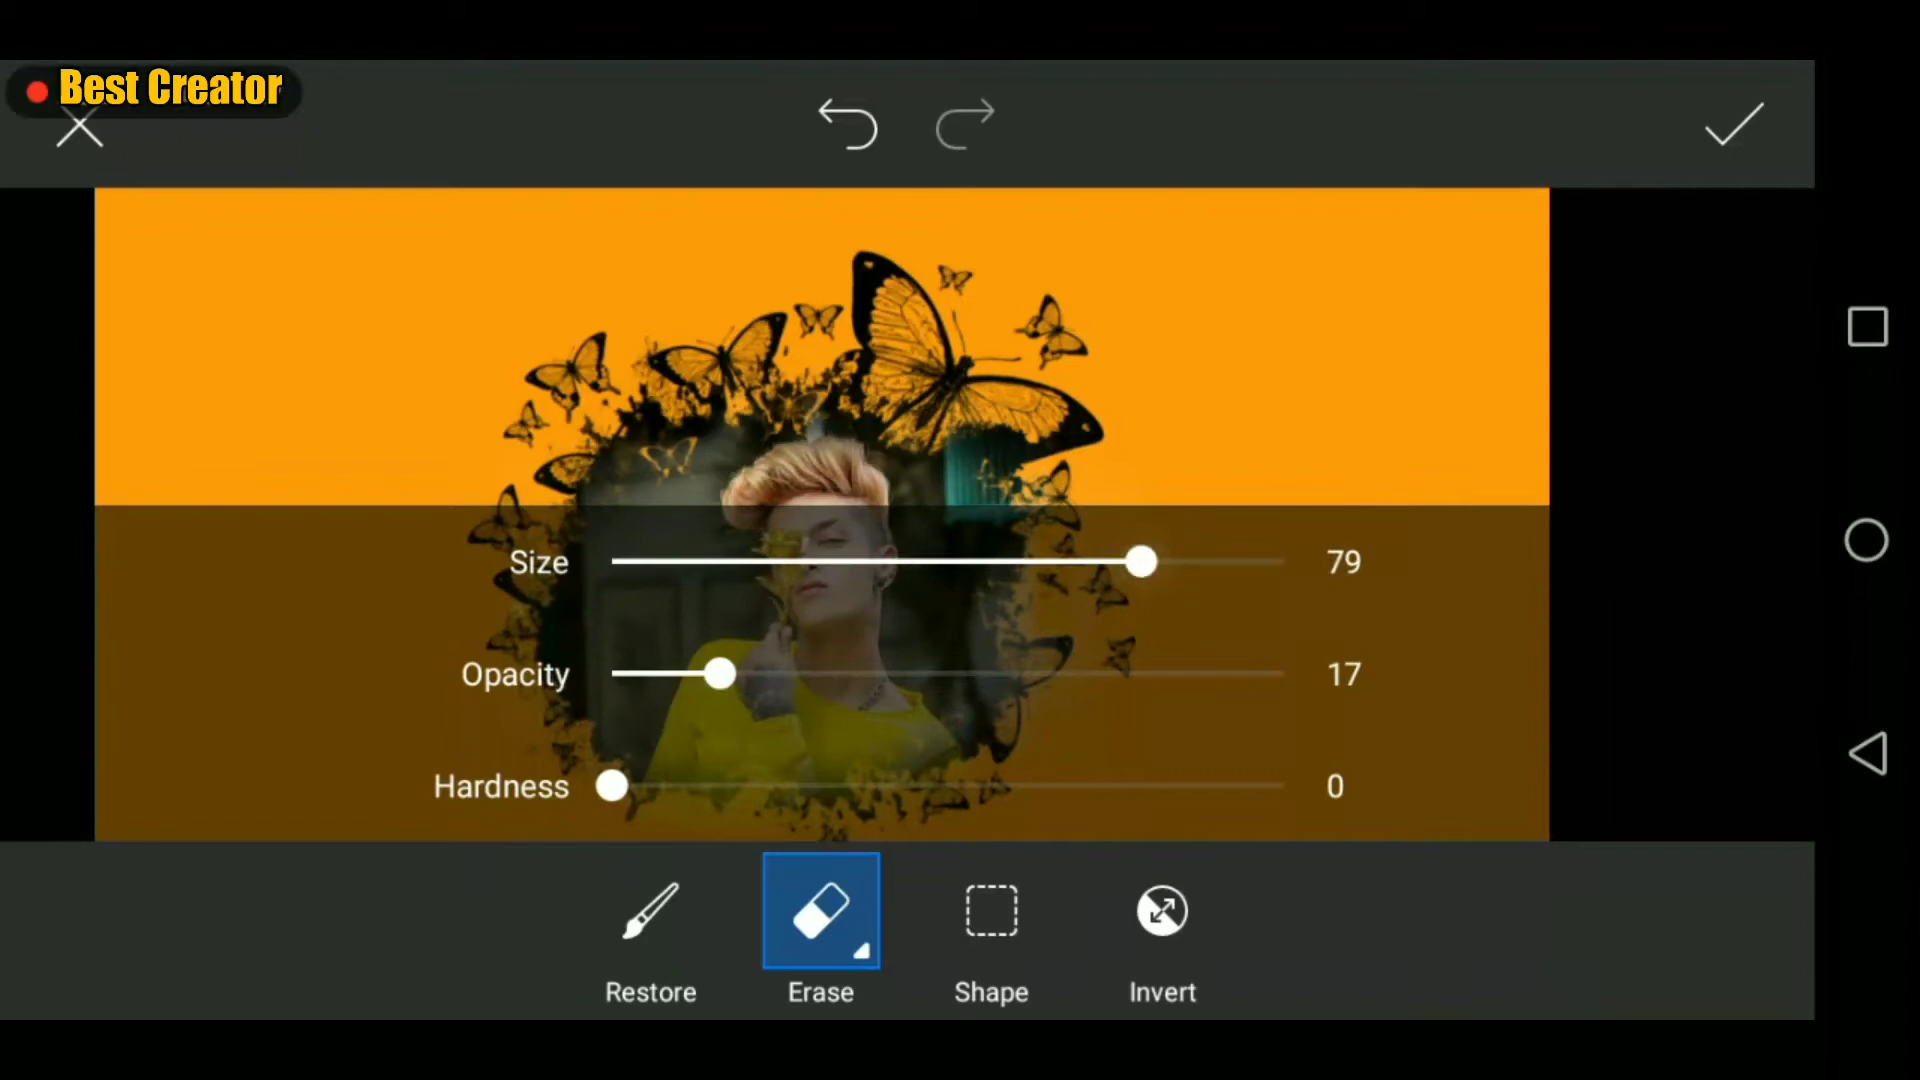 Best Creator
Size 79
Opacity 17
Hardness 0
Restore Erase Shape Invert